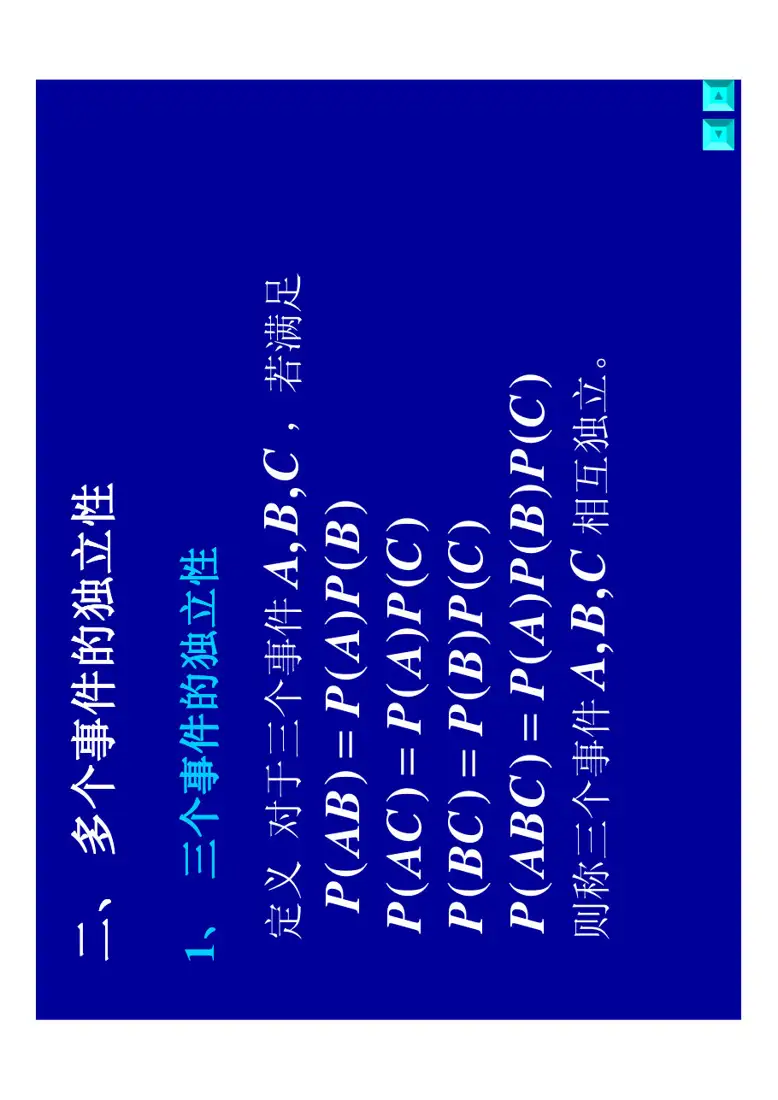 二、 多个事件的独立性
1、 三个事件的独立性
定义 对于三个事件 A,B,C ，若满足
P(AB)=P(A)P(B)
P(AC)=P(A)P(C)
P(BC)=P(B)P(C)
P(ABC)=P(A)P(B)P(C)
则称三个事件 A,B,C 相互独立。